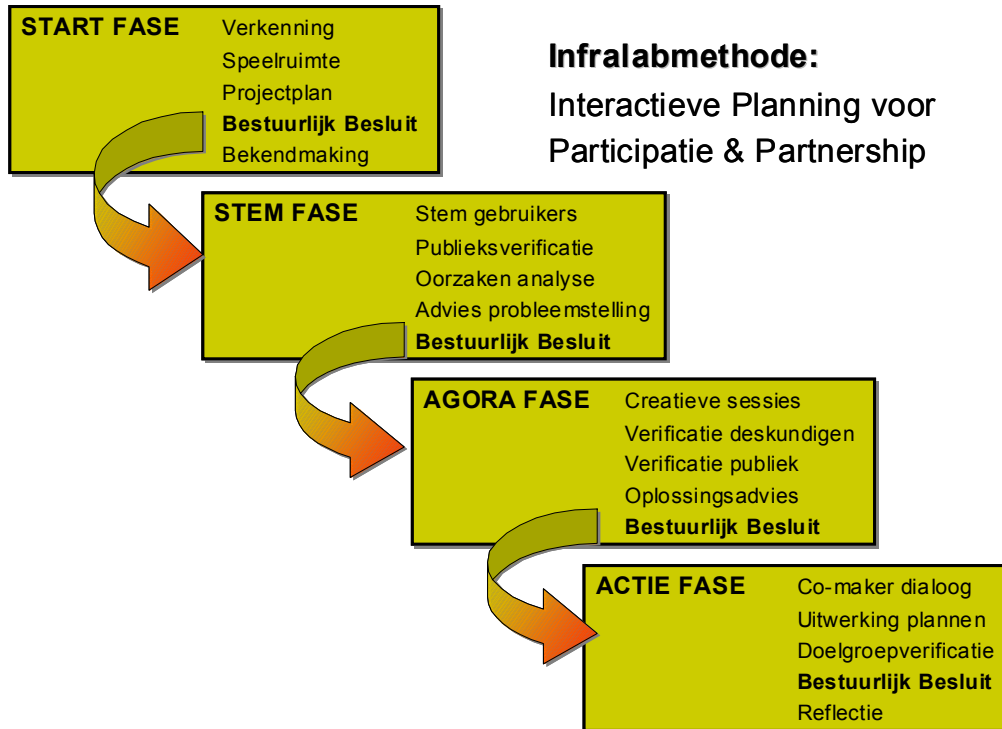 START FASE
Verkenning
Speelruimte
Projectplan
Bestuurlijk Besluit
Bekendmaking
Infralabmethode:
Interactieve Planning voor
Participatie & Partnership
STEM FASE
Stem gebruikers
Publieksverificatie
Oorzaken analyse
Advies probleemstelling
Bestuurlijk Besluit
AGORA FASE
Creatieve sessies
Verificatie deskundigen
Verificatie publiek
Oplossingsadvies
Bestuurlijk Besluit
ACTIE FASE
Co-maker dialoog
Uitwerking plannen
Doelgroepverificatie
Bestuurlijk Besluit
Reflectie